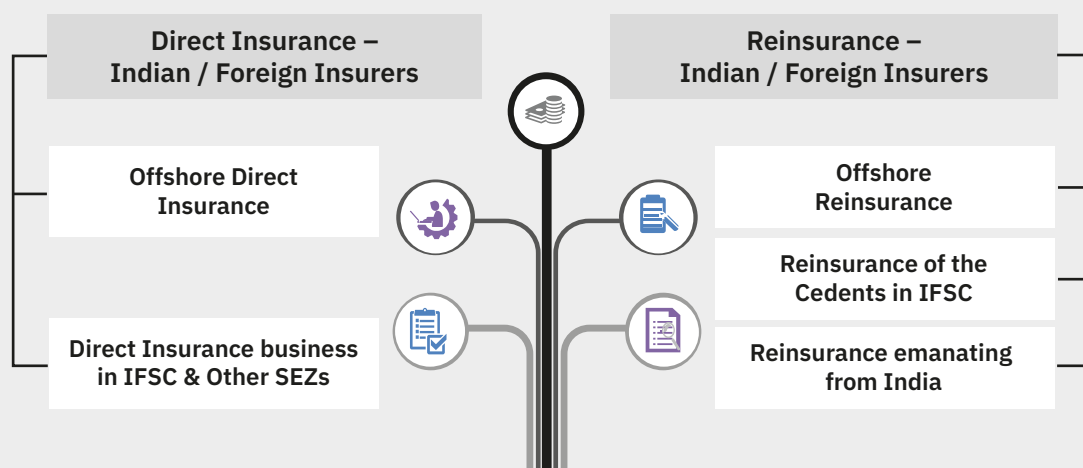 Direct Insurance –
Indian / Foreign Insurers
Offshore Direct
Insurance
Direct Insurance business
in IFSC & Other SEZs
Reinsurance –
Indian / Foreign Insurers
Offshore
Reinsurance
Reinsurance of the
Cedents in IFSC
Reinsurance emanating
from India